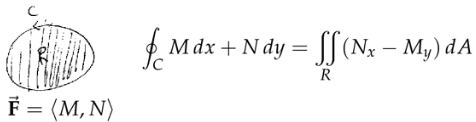 C
R
∮_C M dx + N dy = ∬_R (N_x − M_y) dA
F⃗ = ⟨M, N⟩